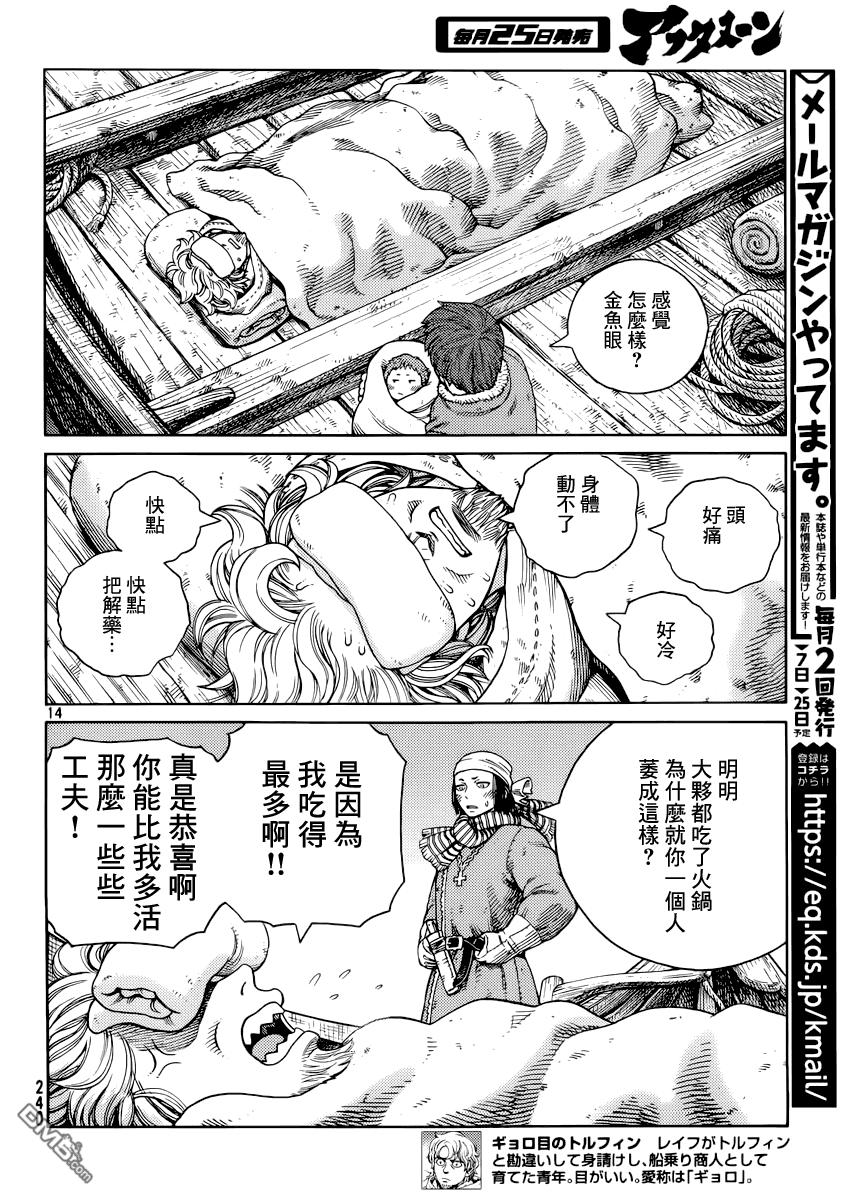 毎月25日発売
アフタヌーン
メールマガジンやってます。
本誌や単行本などの
最新情報をお届けします!
毎月2回発行
7日
25日予定
登録は
コチラ
から!!
https://eq.kds.jp/kmail/
感覺
怎麼樣?
金魚眼
頭
好痛
好冷
身體
動不了
快點
快點
把解藥…
14
明明
大夥都吃了火鍋
為什麼就你一個人
萎成這樣?
是因為
我吃得
最多啊!!
真是恭喜啊
你能比我多活
那麼一些些
工夫!
DM5.com
ギョロ目のトルフィン レイフがトルフィン
と勘違いして身請けし、船乗り商人として
育てた青年。目がいい。愛称は「ギョロ」。